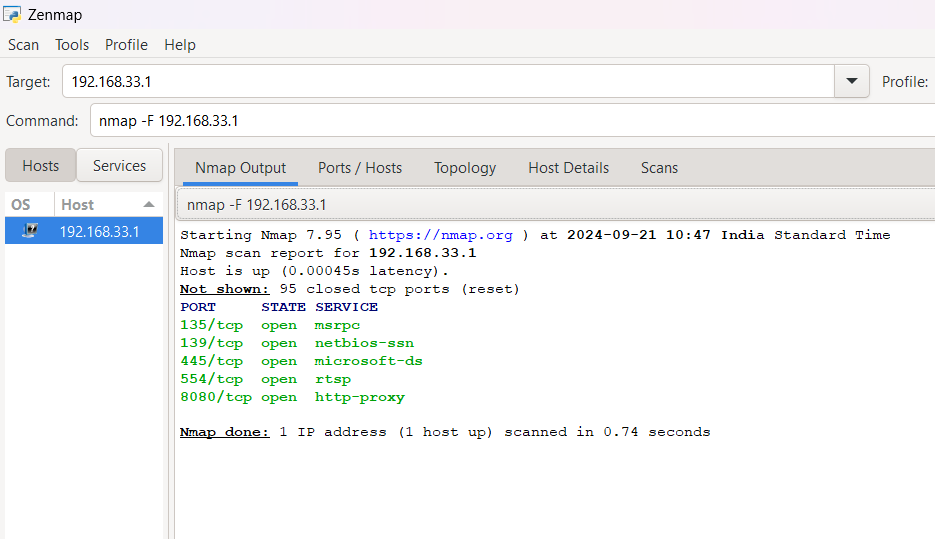 Zenmap
Scan Tools Profile Help
Target: 192.168.33.1 Profile:
Command: nmap -F 192.168.33.1
Hosts Services
Nmap Output Ports / Hosts Topology Host Details Scans
OS Host
192.168.33.1
nmap -F 192.168.33.1
Starting Nmap 7.95 ( https://nmap.org ) at 2024-09-21 10:47 India Standard Time
Nmap scan report for 192.168.33.1
Host is up (0.00045s latency).
Not shown: 95 closed tcp ports (reset)
PORT STATE SERVICE
135/tcp open msrpc
139/tcp open netbios-ssn
445/tcp open microsoft-ds
554/tcp open rtsp
8080/tcp open http-proxy
Nmap done: 1 IP address (1 host up) scanned in 0.74 seconds